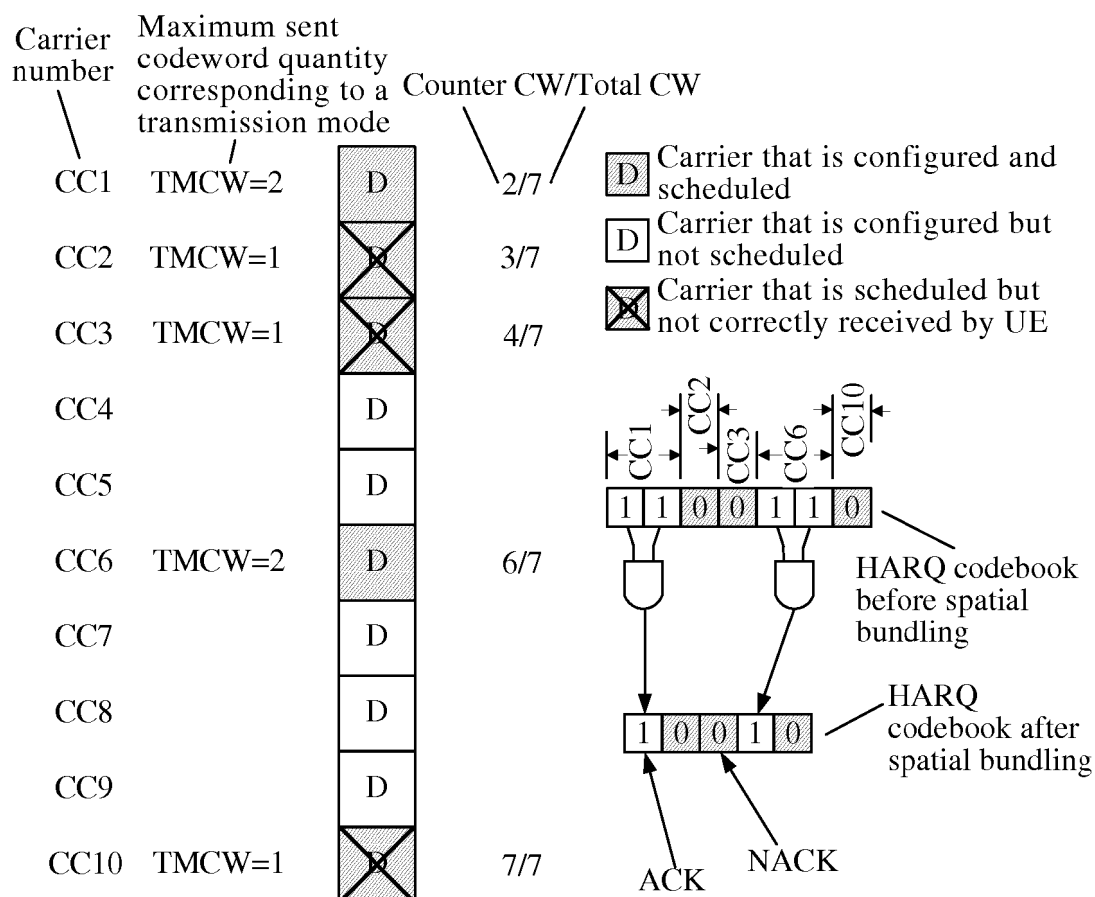 Carrier
number
Maximum sent
codeword quantity
corresponding to a
transmission mode
Counter CW/Total CW
CC1 TMCW=2 D 2/7
CC2 TMCW=1 D 3/7
CC3 TMCW=1 D 4/7
CC4 D
CC5 D
CC6 TMCW=2 D 6/7
CC7 D
CC8 D
CC9 D
CC10 TMCW=1 D 7/7
D Carrier that is configured and
scheduled
D Carrier that is configured but
not scheduled
D Carrier that is scheduled but
not correctly received by UE
CC1 CC2 CC3 CC6 CC10
1 1 0 0 1 1 0
HARQ codebook
before spatial
bundling
1 0 0 1 0
HARQ
codebook after
spatial bundling
ACK
NACK